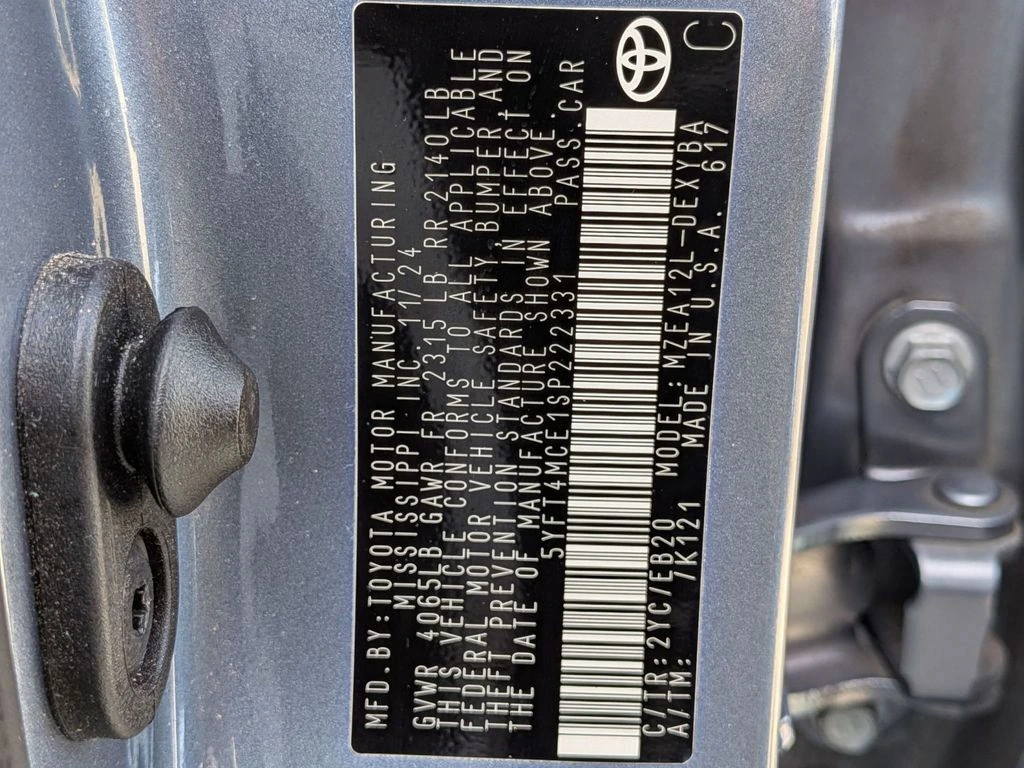 MFD.BY:TOYOTA MOTOR MANUFACTURING
MISSISSIPPI INC. 11/24
GVWR 4065LB GAWR FR 2315 LB RR 2140 LB
THIS VEHICLE CONFORMS TO ALL APPLICABLE
FEDERAL MOTOR VEHICLE SAFETY,BUMPER,AND
THEFT PREVENTION STANDARDS IN EFFECT ON
THE DATE OF MANUFACTURE SHOWN ABOVE.
5YFT4MCE1SP222331 PASS.CAR
C/TR:2YC/EB20 MODEL:MZEA12L-DEXYBA
A/TM: /K121 MADE IN U.S.A. 617
C